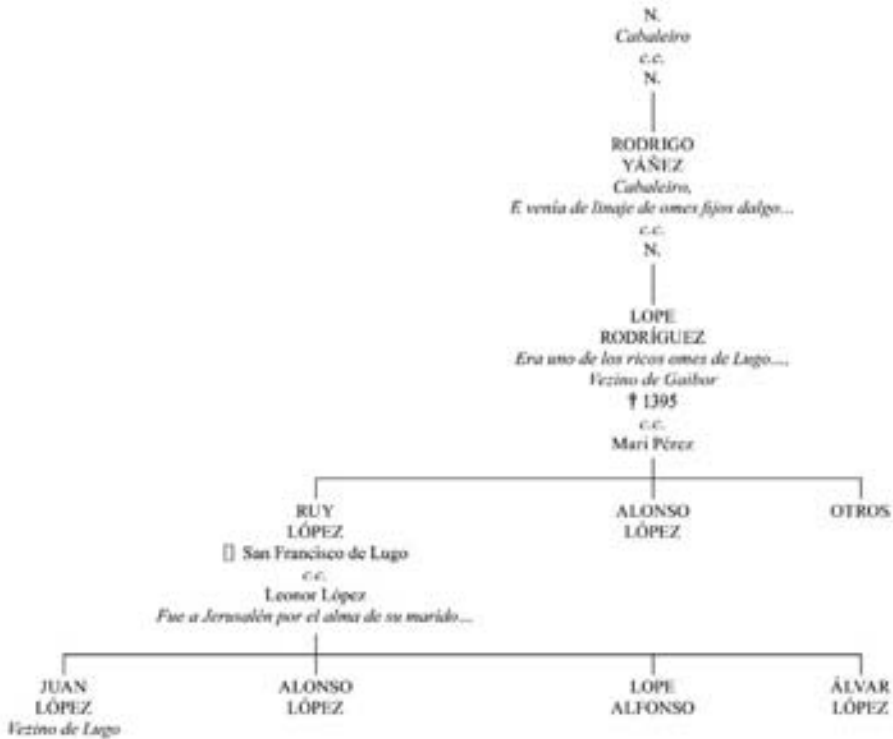 N.
Cabaleiro
c.c.
N.
RODRIGO
YÁÑEZ
Cabaleiro,
E venía de linaje de omes fijos dalgo...
c.c.
N.
LOPE
RODRÍGUEZ
Era uno de los ricos omes de Lugo...,
Vezino de Gaibor
✝ 1395
c.c.
Mari Pérez
RUY
LÓPEZ
▯ San Francisco de Lugo
c.c.
Leonor López
Fue a Jerusalén por el alma de su marido...
ALONSO
LÓPEZ
OTROS
JUAN
LÓPEZ
Vezino de Lugo
ALONSO
LÓPEZ
LOPE
ALFONSO
ÁLVAR
LÓPEZ